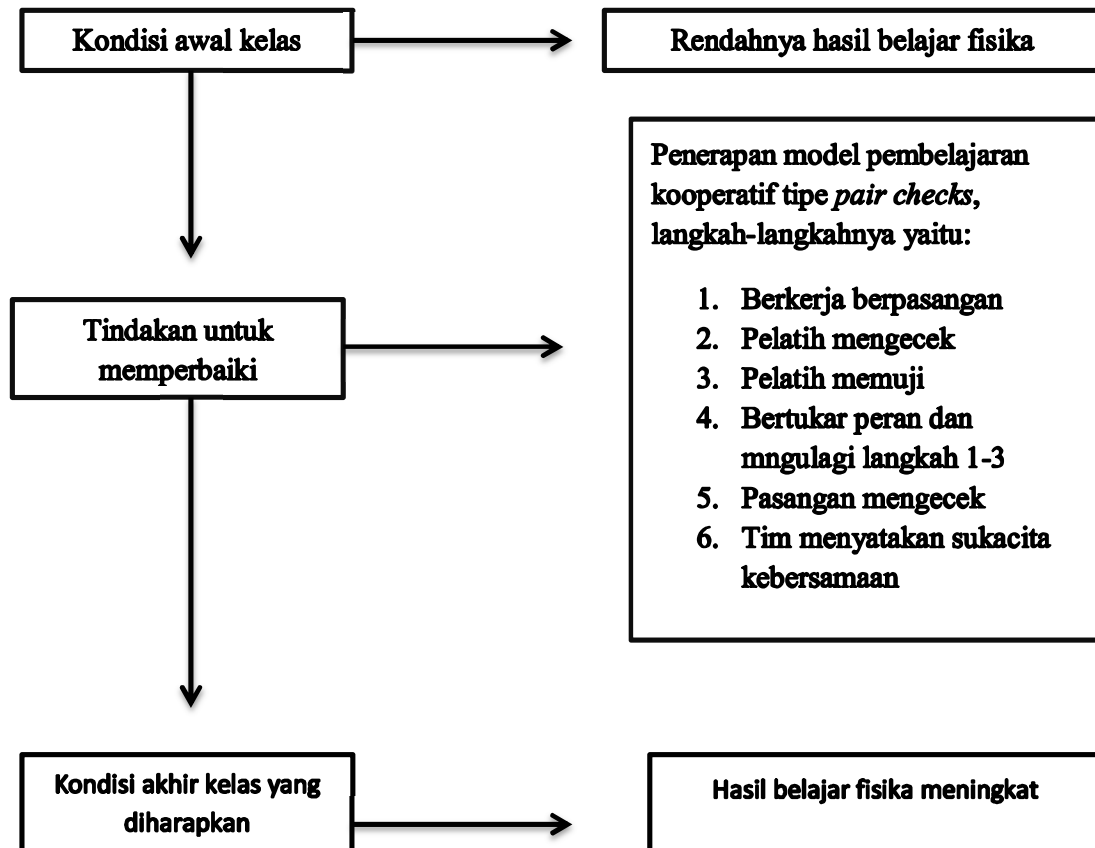 Kondisi awal kelas
Rendahnya hasil belajar fisika
Penerapan model pembelajaran
kooperatif tipe pair checks,
langkah-langkahnya yaitu:
1. Berkerja berpasangan
2. Pelatih mengecek
3. Pelatih memuji
4. Bertukar peran dan
mngulagi langkah 1-3
5. Pasangan mengecek
6. Tim menyatakan sukacita
kebersamaan
Tindakan untuk
memperbaiki
Kondisi akhir kelas yang
diharapkan
Hasil belajar fisika meningkat